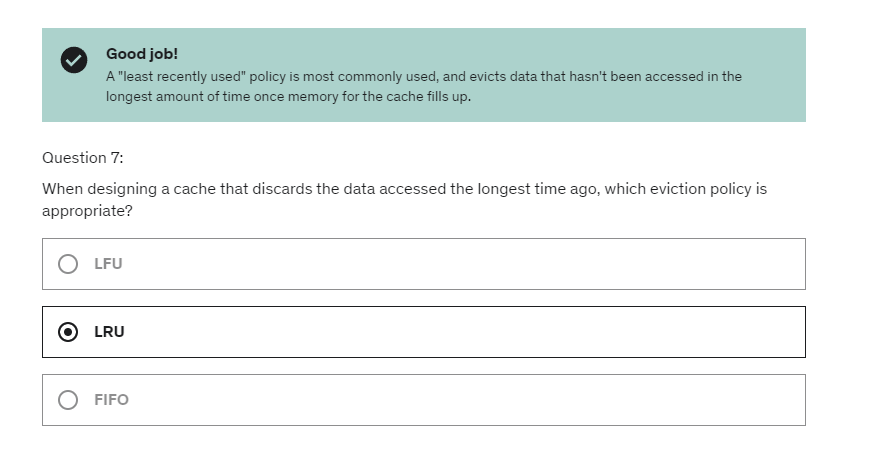 Good job!
A "least recently used" policy is most commonly used, and evicts data that hasn't been accessed in the
longest amount of time once memory for the cache fills up.
Question 7:
When designing a cache that discards the data accessed the longest time ago, which eviction policy is
appropriate?
LFU
LRU
FIFO